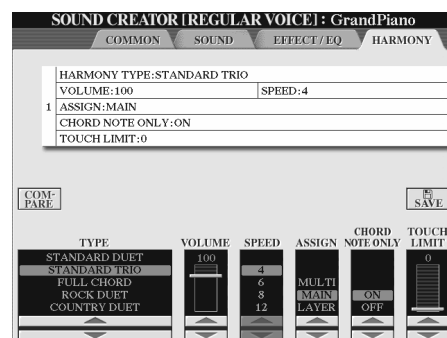 SOUND CREATOR [REGULAR VOICE] : GrandPiano
COMMON SOUND EFFECT / EQ HARMONY
HARMONY TYPE:STANDARD TRIO
VOLUME:100 SPEED:4
1 ASSIGN:MAIN
CHORD NOTE ONLY:ON
TOUCH LIMIT:0
COM-
PARE
SAVE
TYPE VOLUME SPEED ASSIGN CHORD NOTE ONLY TOUCH LIMIT
STANDARD DUET 100 0
STANDARD TRIO 4
FULL CHORD 6 MULTI
ROCK DUET 8 MAIN ON
COUNTRY DUET 12 LAYER OFF